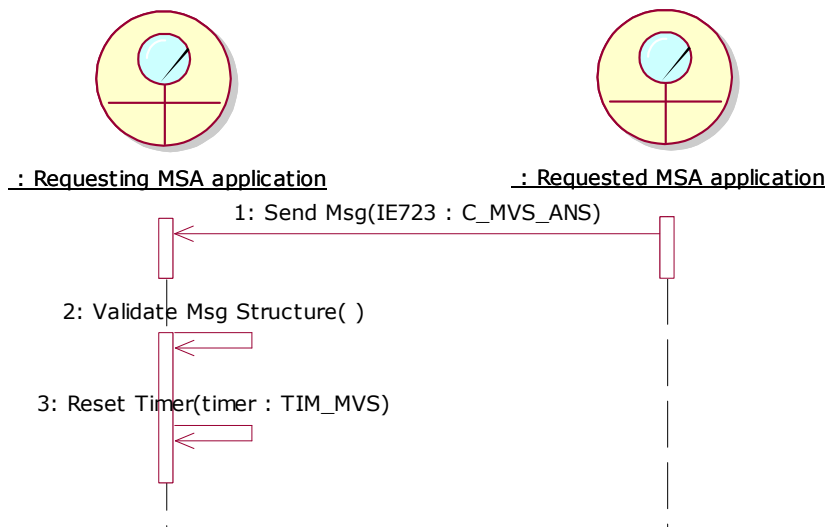 : Requesting MSA application
: Requested MSA application
1: Send Msg(IE723 : C_MVS_ANS)
2: Validate Msg Structure( )
3: Reset Timer(timer : TIM_MVS)